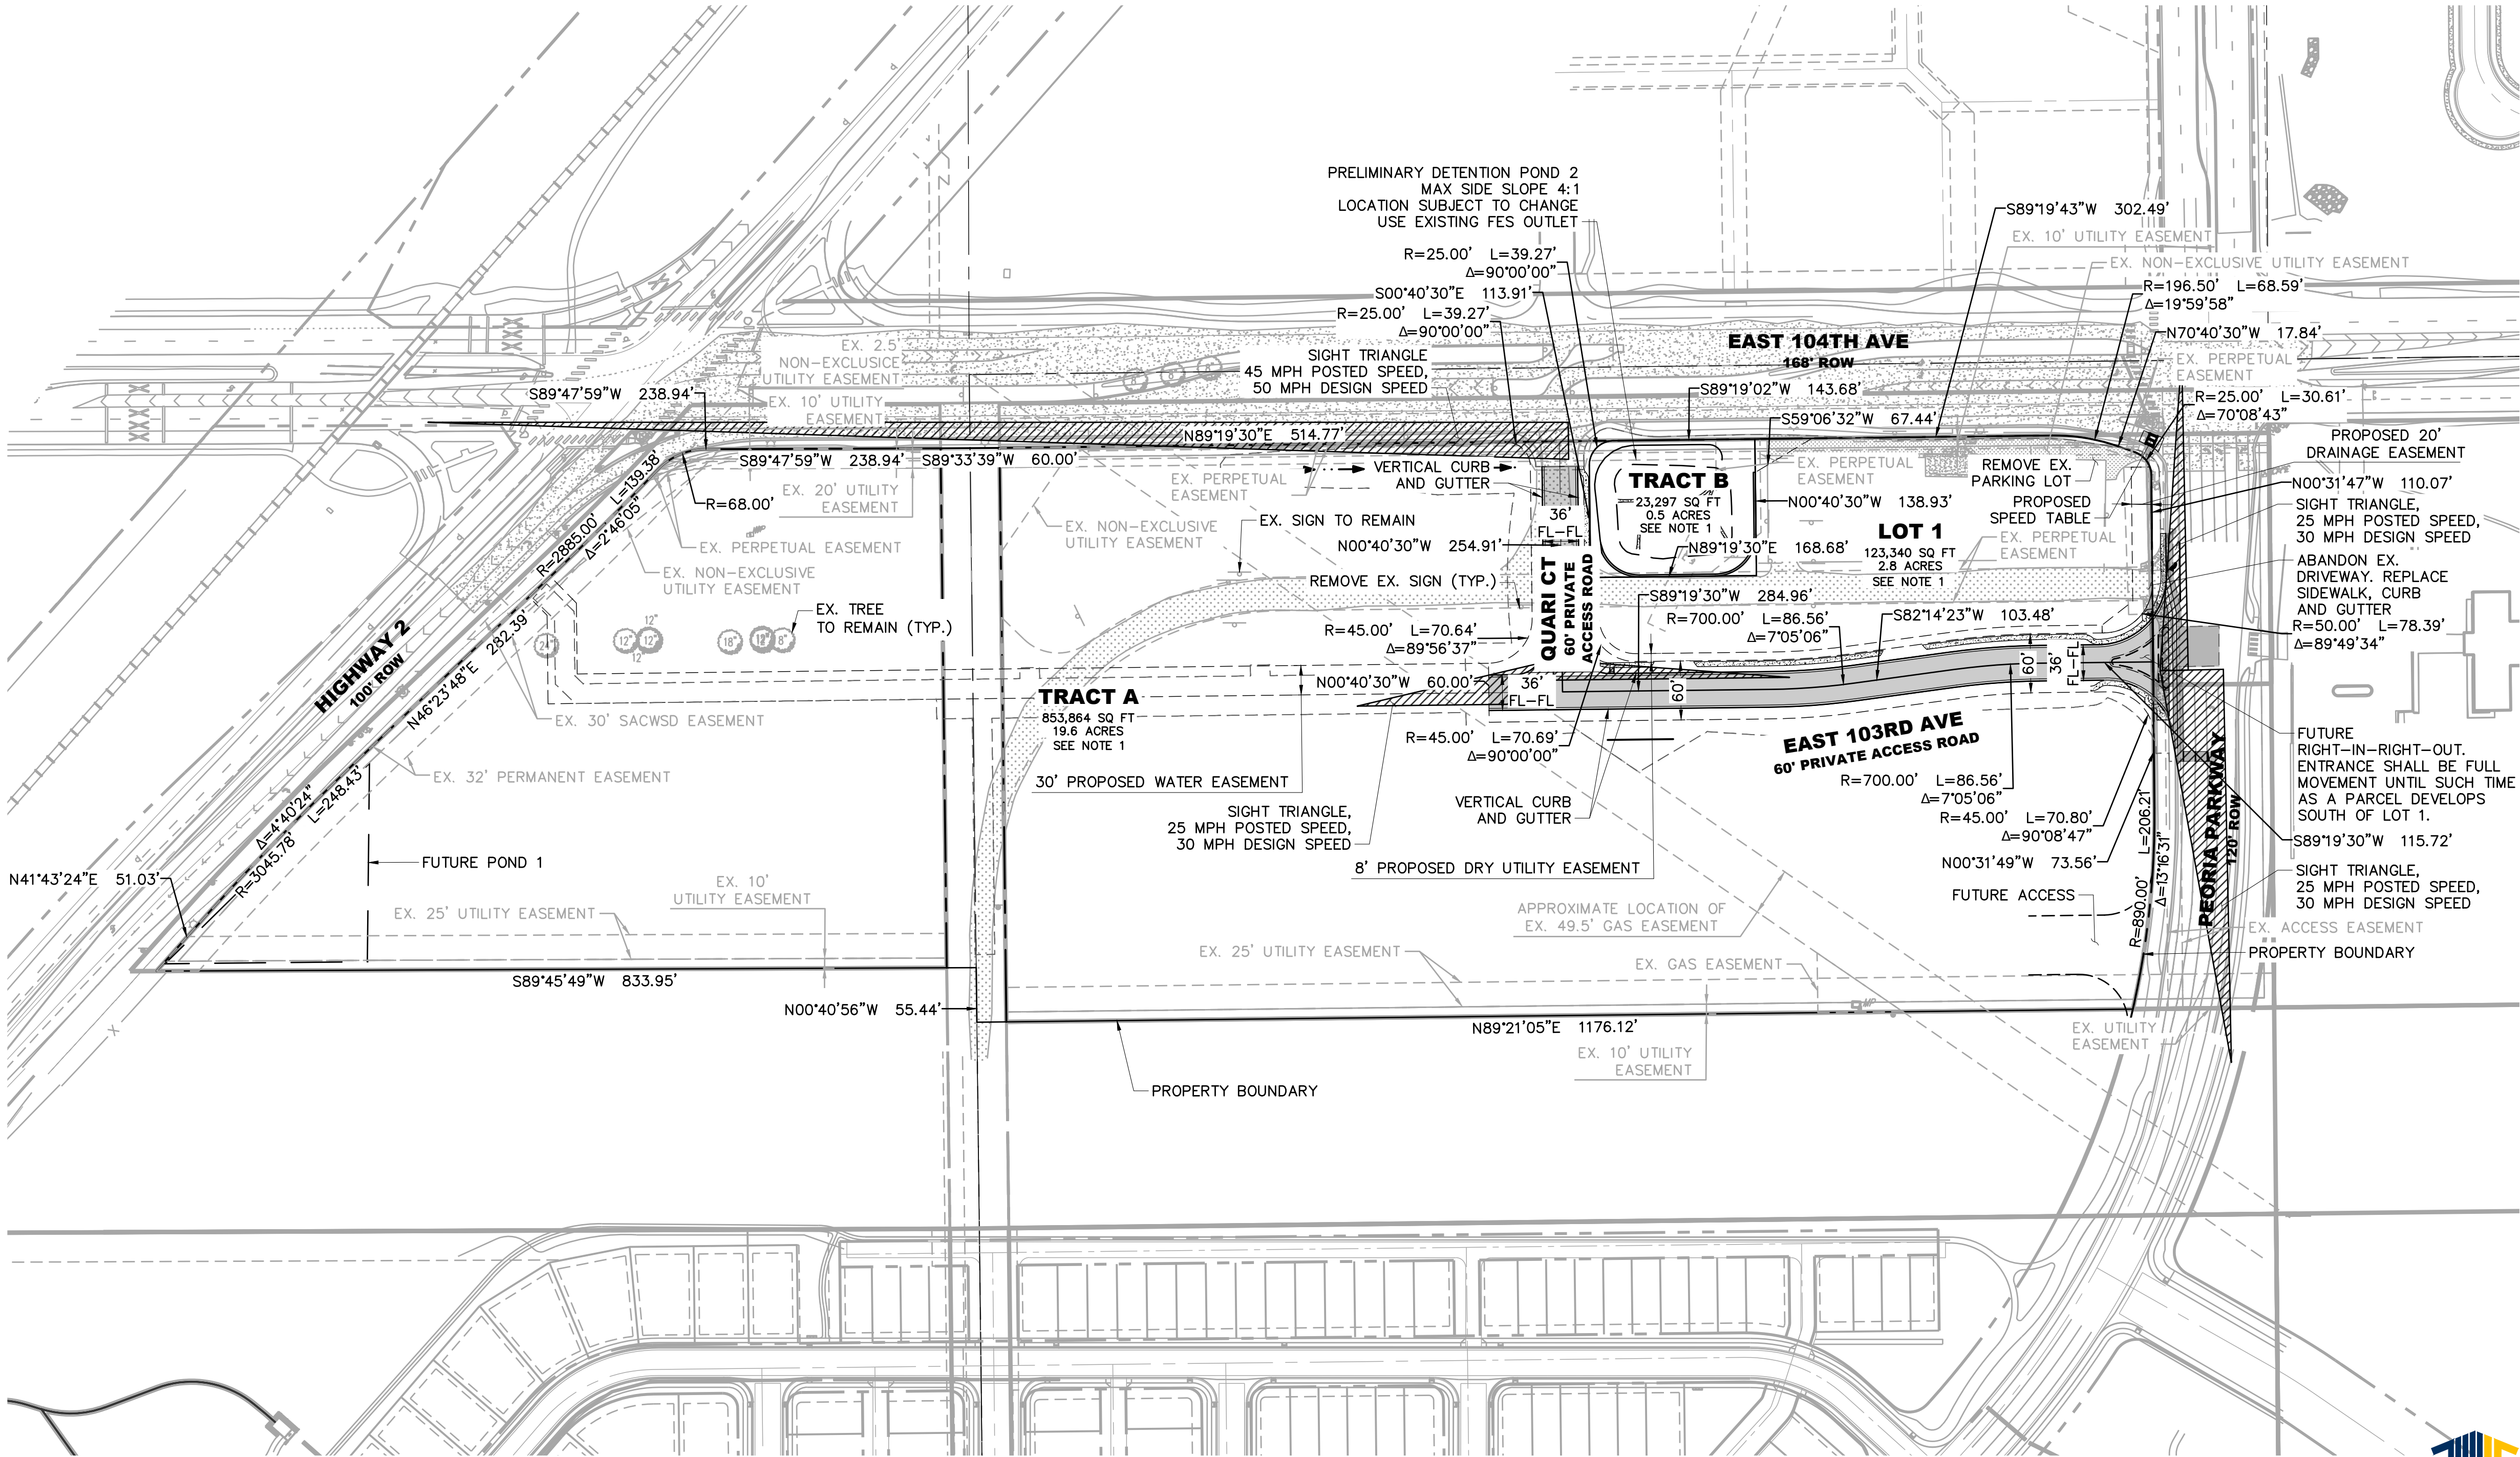 PRELIMINARY DETENTION POND 2
MAX SIDE SLOPE 4:1
LOCATION SUBJECT TO CHANGE
USE EXISTING FES OUTLET
R=25.00' L=39.27'
Δ=90°00'00"
S00°40'30"E 113.91'
R=25.00' L=39.27'
Δ=90°00'00"
SIGHT TRIANGLE
45 MPH POSTED SPEED,
50 MPH DESIGN SPEED
S89°19'43"W 302.49'
EX. 10' UTILITY EASEMENT
EX. NON-EXCLUSIVE UTILITY EASEMENT
R=196.50' L=68.59'
Δ=19°59'58"
N70°40'30"W 17.84'
EX. PERPETUAL
EASEMENT
R=25.00' L=30.61'
Δ=70°08'43"
PROPOSED 20'
DRAINAGE EASEMENT
N00°31'47"W 110.07'
SIGHT TRIANGLE,
25 MPH POSTED SPEED,
30 MPH DESIGN SPEED
ABANDON EX.
DRIVEWAY. REPLACE
SIDEWALK, CURB
AND GUTTER
R=50.00' L=78.39'
Δ=89°49'34"
EAST 104TH AVE
168' ROW
S89°19'02"W 143.68'
S59°06'32"W 67.44'
EX. 2.5
NON-EXCLUSICE
UTILITY EASEMENT
EX. 10' UTILITY
EASEMENT
S89°47'59"W 238.94'
N89°19'30"E 514.77'
S89°47'59"W 238.94'
S89°33'39"W 60.00'
EX. 20' UTILITY
EASEMENT
R=68.00'
EX. PERPETUAL EASEMENT
EX. NON-EXCLUSIVE
UTILITY EASEMENT
L=139.38'
R=2885.00'
Δ=2°46'05"
VERTICAL CURB
AND GUTTER
EX. PERPETUAL
EASEMENT
EX. NON-EXCLUSIVE
UTILITY EASEMENT
EX. SIGN TO REMAIN
N00°40'30"W 254.91'
REMOVE EX. SIGN (TYP.)
36'
FL-FL
TRACT B
23,297 SQ FT
0.5 ACRES
SEE NOTE 1
N89°19'30"E 168.68'
EX. PERPETUAL
EASEMENT
REMOVE EX.
PARKING LOT
N00°40'30"W 138.93'
PROPOSED
SPEED TABLE
LOT 1
123,340 SQ FT
2.8 ACRES
SEE NOTE 1
EX. PERPETUAL
EASEMENT
QUARI CT
60' PRIVATE
ACCESS ROAD
S89°19'30"W 284.96'
R=700.00' L=86.56'
Δ=7°05'06"
S82°14'23"W 103.48'
R=45.00' L=70.64'
Δ=89°56'37"
N00°40'30"W 60.00'
36'
FL-FL
60'
60'
36'
FL-FL
R=45.00' L=70.69'
Δ=90°00'00"
EX. TREE
TO REMAIN (TYP.)
24"
12"
12"
12"
12"
18"
8"
8"
8"
8"
HIGHWAY 2
100' ROW
N46°23'48"E 282.39'
EX. 30' SACWSD EASEMENT
EX. 32' PERMANENT EASEMENT
TRACT A
853,864 SQ FT
19.6 ACRES
SEE NOTE 1
30' PROPOSED WATER EASEMENT
SIGHT TRIANGLE,
25 MPH POSTED SPEED,
30 MPH DESIGN SPEED
8' PROPOSED DRY UTILITY EASEMENT
VERTICAL CURB
AND GUTTER
EAST 103RD AVE
60' PRIVATE ACCESS ROAD
R=700.00' L=86.56'
Δ=7°05'06"
R=45.00' L=70.80'
Δ=90°08'47"
N00°31'49"W 73.56'
FUTURE ACCESS
L=206.21'
Δ=13°16'31"
R=890.00'
PEORIA PARKWAY
120' ROW
FUTURE
RIGHT-IN-RIGHT-OUT.
ENTRANCE SHALL BE FULL
MOVEMENT UNTIL SUCH TIME
AS A PARCEL DEVELOPS
SOUTH OF LOT 1.
S89°19'30"W 115.72'
SIGHT TRIANGLE,
25 MPH POSTED SPEED,
30 MPH DESIGN SPEED
EX. ACCESS EASEMENT
PROPERTY BOUNDARY
Δ=4°40'24"
L=248.43'
R=3045.78'
FUTURE POND 1
N41°43'24"E 51.03'
EX. 25' UTILITY EASEMENT
EX. 10'
UTILITY EASEMENT
APPROXIMATE LOCATION OF
EX. 49.5' GAS EASEMENT
EX. 25' UTILITY EASEMENT
EX. GAS EASEMENT
S89°45'49"W 833.95'
N00°40'56"W 55.44'
N89°21'05"E 1176.12'
EX. 10' UTILITY
EASEMENT
EX. UTILITY
EASEMENT
PROPERTY BOUNDARY